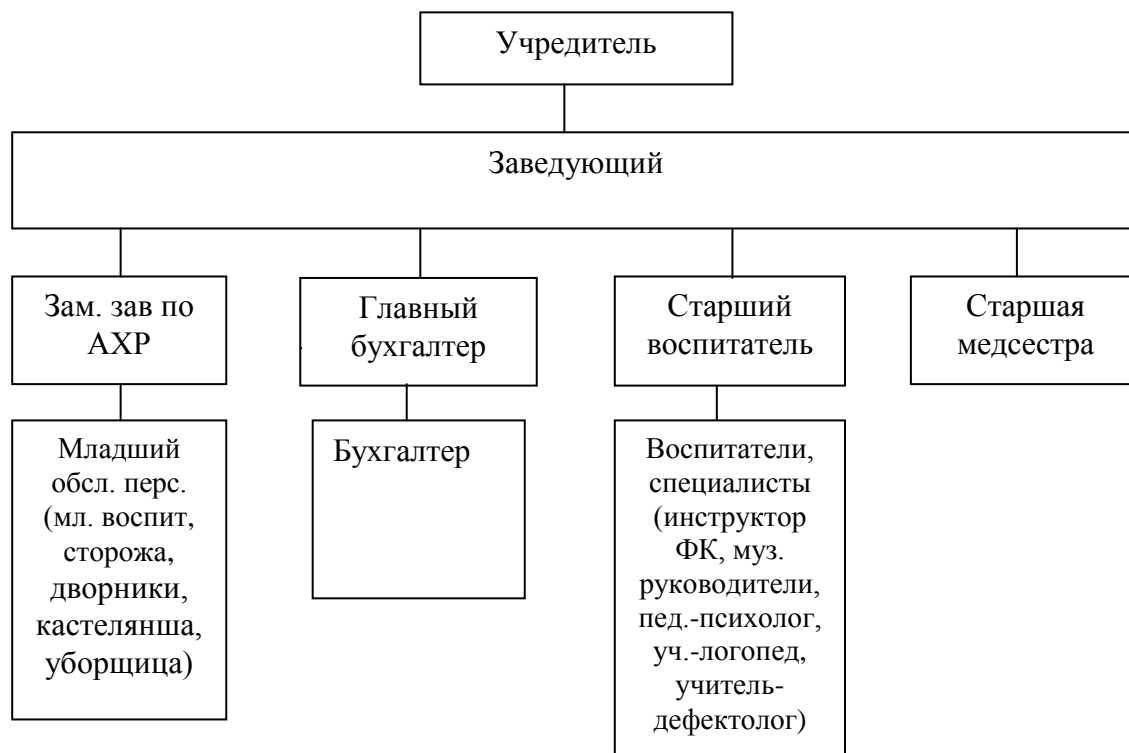 Учредитель
Заведующий
Зам. зав по
АХР
Главный
бухгалтер
Старший
воспитатель
Старшая
медсестра
Младший
обсл. перс.
(мл. воспит,
сторожа,
дворники,
кастелянша,
уборщица)
Бухгалтер
Воспитатели,
специалисты
(инструктор
ФК, муз.
руководители,
пед.-психолог,
уч.-логопед,
учитель-
дефектолог)